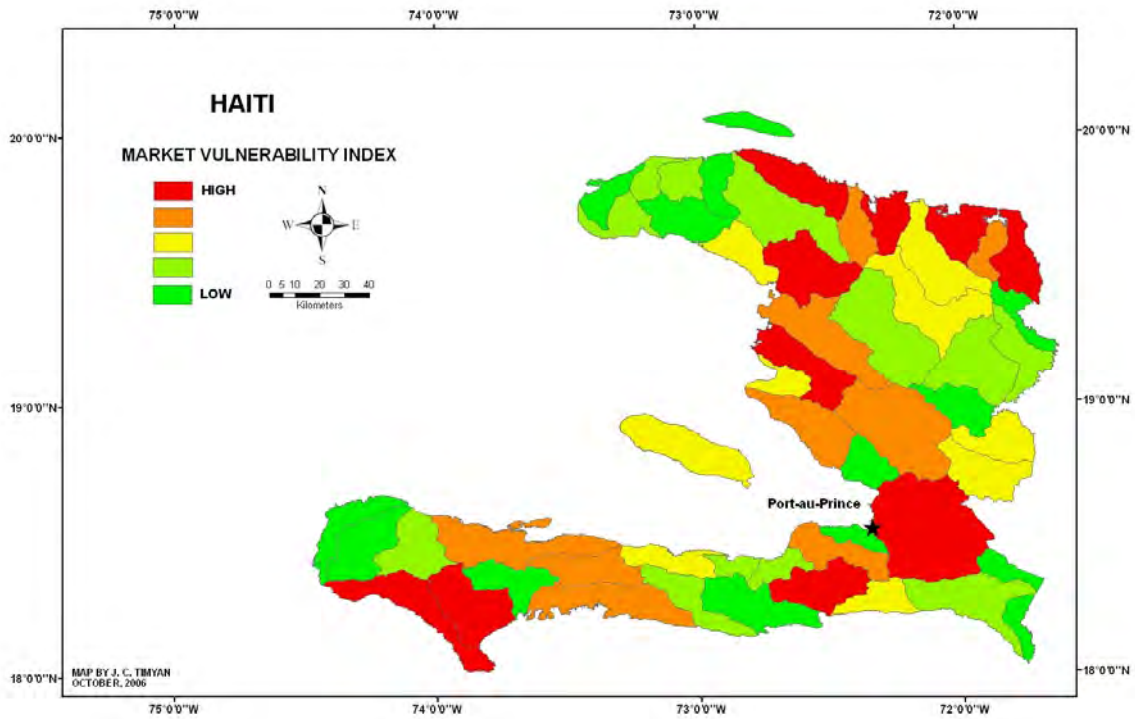 75°0'0"W 74°0'0"W 73°0'0"W 72°0'0"W
HAITI
20°0'0"N 20°0'0"N
MARKET VULNERABILITY INDEX
HIGH
LOW
N
W E
S
0 5 10 20 30 40
Kilometers
19°0'0"N 19°0'0"N
Port-au-Prince
18°0'0"N 18°0'0"N
MAP BY J. C. TIMYAN
OCTOBER, 2006
75°0'0"W 74°0'0"W 73°0'0"W 72°0'0"W